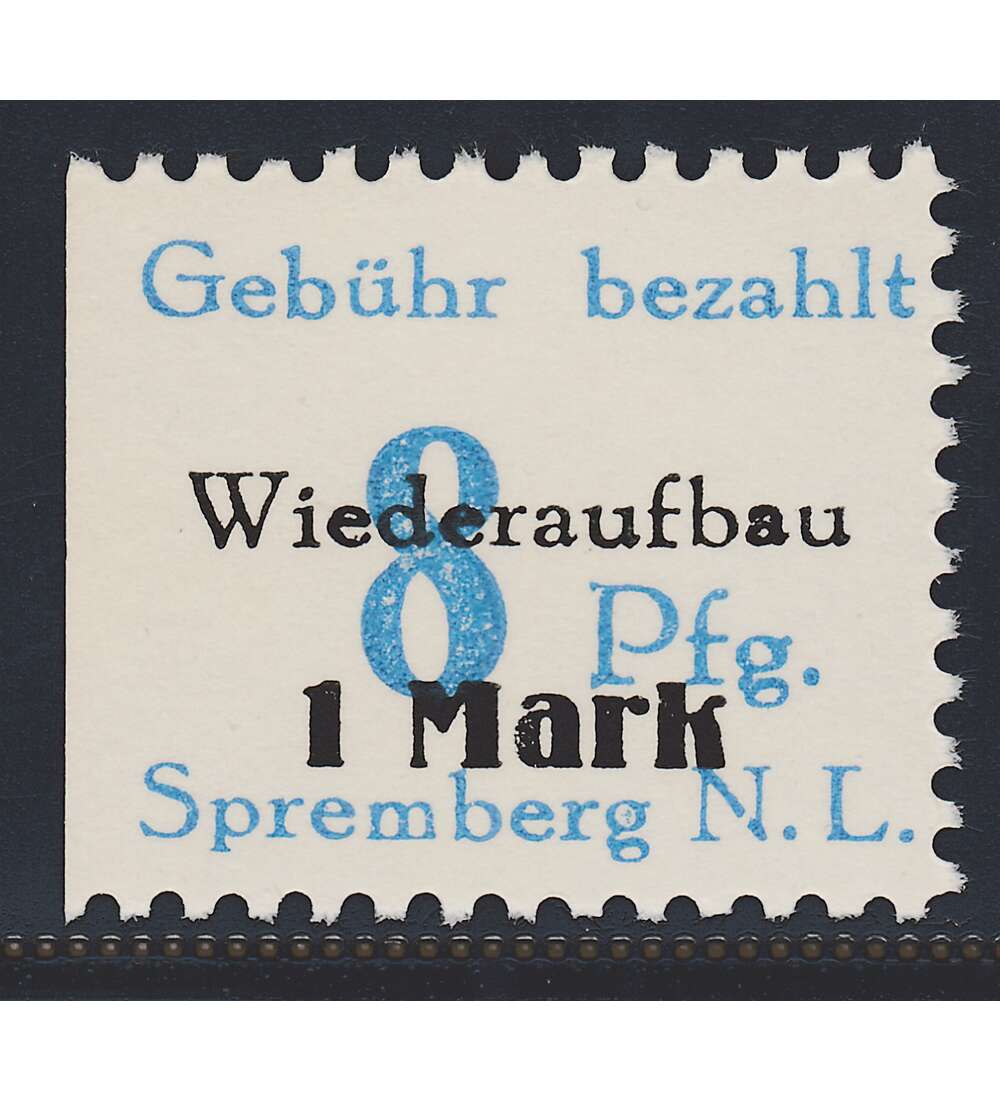 Gebühr bezahlt
Wiederaufbau
8 Pfg.
1 Mark
Spremberg N. L.